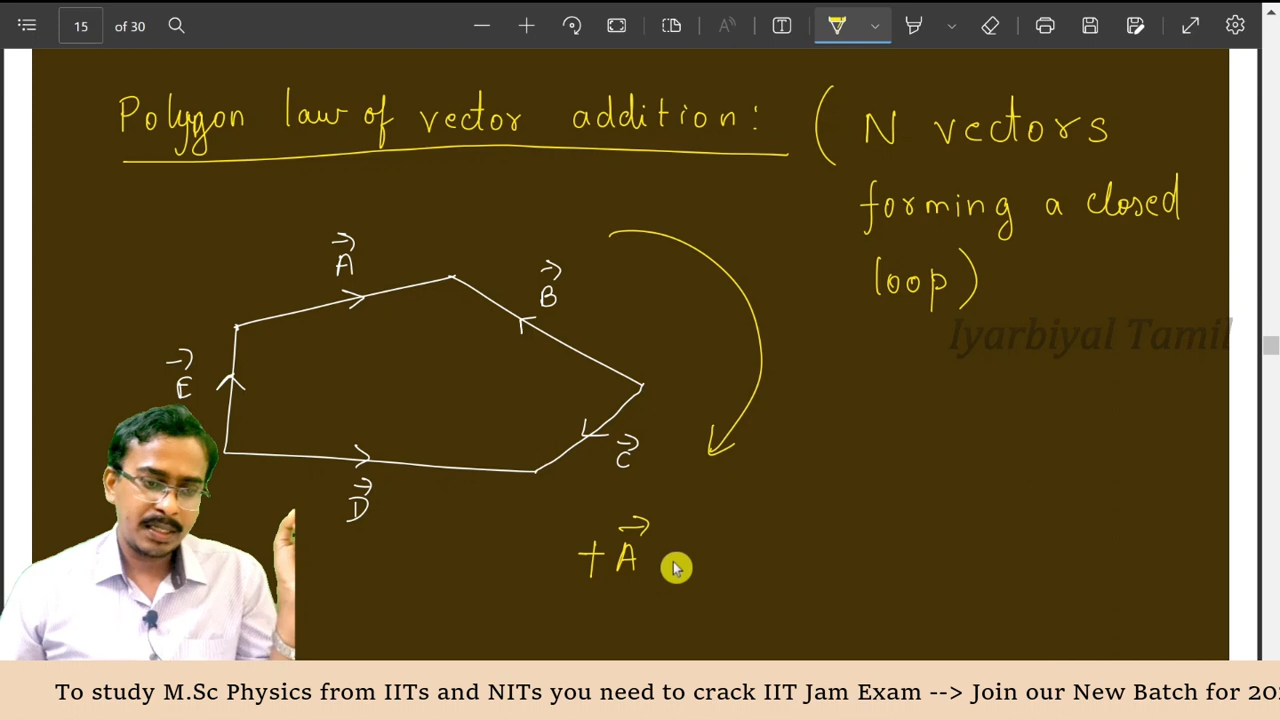 15 of 30
Polygon law of vector addition: ( N vectors
forming a closed
loop)
Iyarbiyal Tamil
A
B
E
C
D
+A
To study M.Sc Physics from IITs and NITs you need to crack IIT Jam Exam --> Join our New Batch for 20